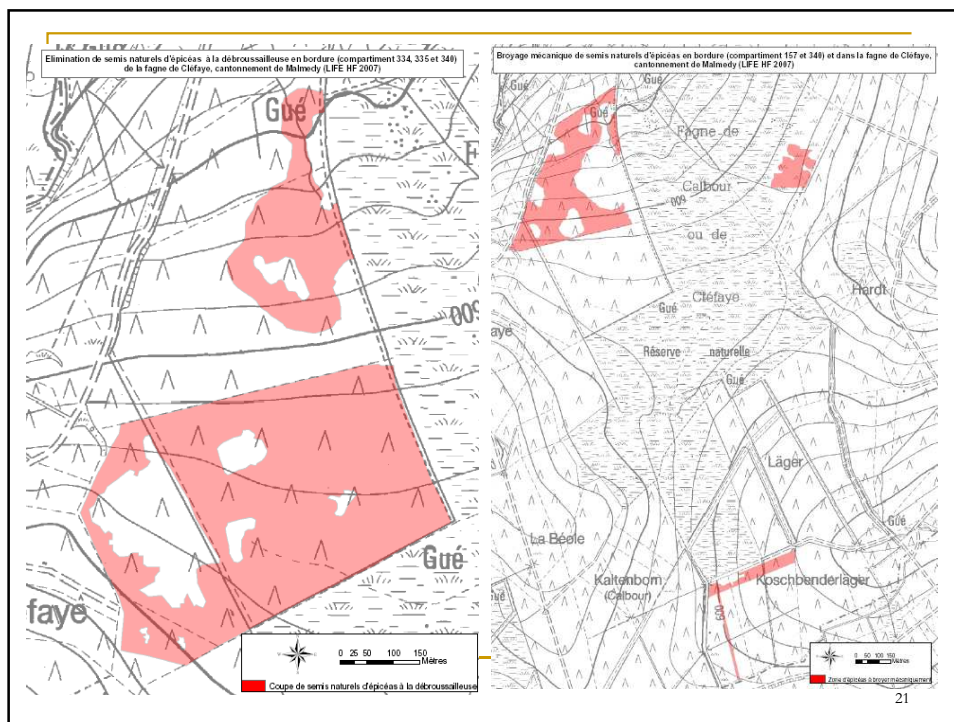 Elimination de semis naturels d'épicéas à la débroussailleuse en bordure (compartiment 334, 335 et 340)
de la fagne de Cléfaye, cantonnement de Malmedy (LIFE HF 2007)
Gué
009
Gué
faye
0 25 50 100 150
Mètres
Coupe de semis naturels d'épicéas à la débroussailleuse
Broyage mécanique de semis naturels d'épicéas en bordure (compartiment 157 et 340) et dans la fagne de Cléfaye,
cantonnement de Malmedy (LIFE HF 2007)
Gué
Fagne de
Calbour
009
ou de
Hardt
Cléfaye
Gué
aye
Réserve naturelle
Gué
Läger
Gué
La Béole
Kaltenborn
(Calbour)
Koschbenderläger
0 50 100 150
Mètres
Zone d'épicéas à broyer mécaniquement
21